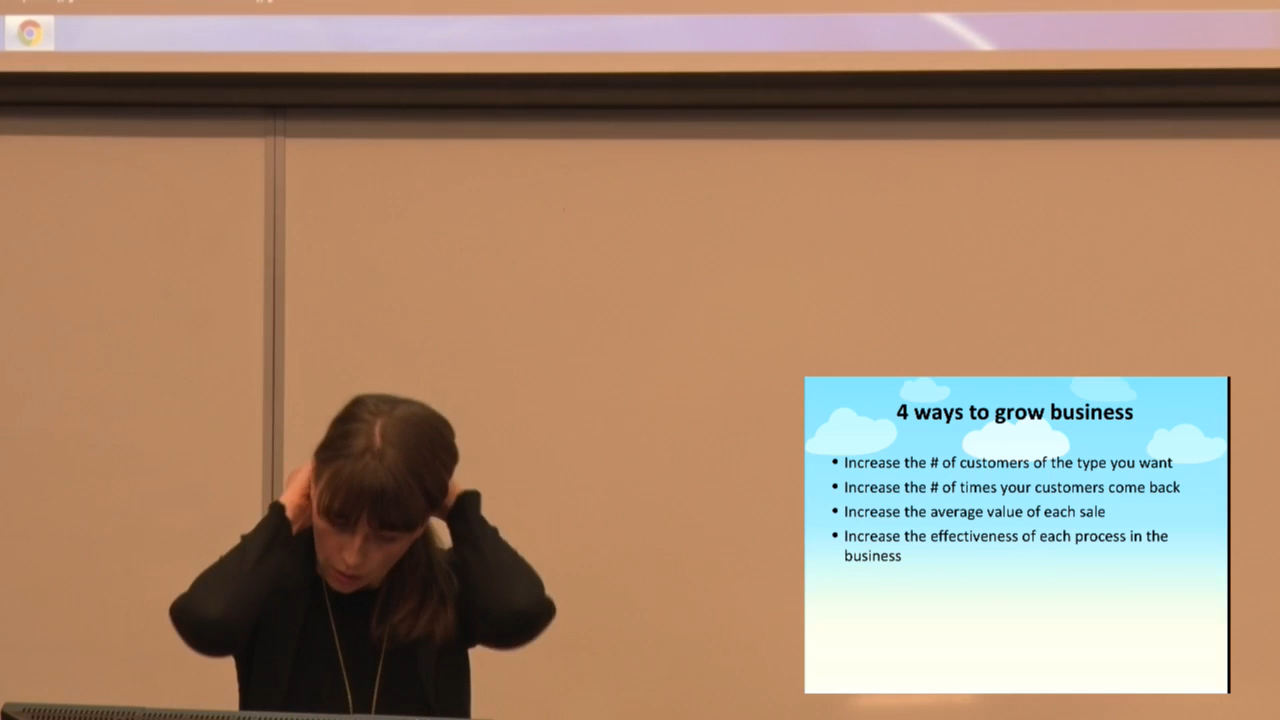 4 ways to grow business
• Increase the # of customers of the type you want
• Increase the # of times your customers come back
• Increase the average value of each sale
• Increase the effectiveness of each process in the
business